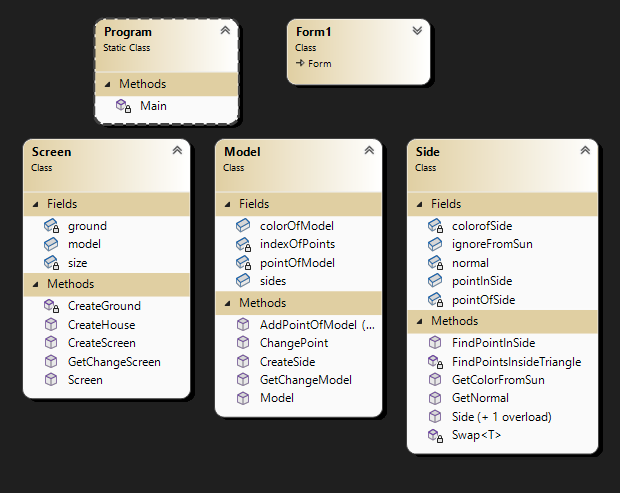 Program
Static Class
Methods
Main
Form1
Class
Form
Screen
Class
Fields
ground
model
size
Methods
CreateGround
CreateHouse
CreateScreen
GetChangeScreen
Screen
Model
Class
Fields
colorOfModel
indexOfPoints
pointOfModel
sides
Methods
AddPointOfModel (...
ChangePoint
CreateSide
GetChangeModel
Model
Side
Class
Fields
colorofSide
ignoreFromSun
normal
pointInSide
pointOfSide
Methods
FindPointInSide
FindPointsInsideTriangle
GetColorFromSun
GetNormal
Side (+ 1 overload)
Swap<T>